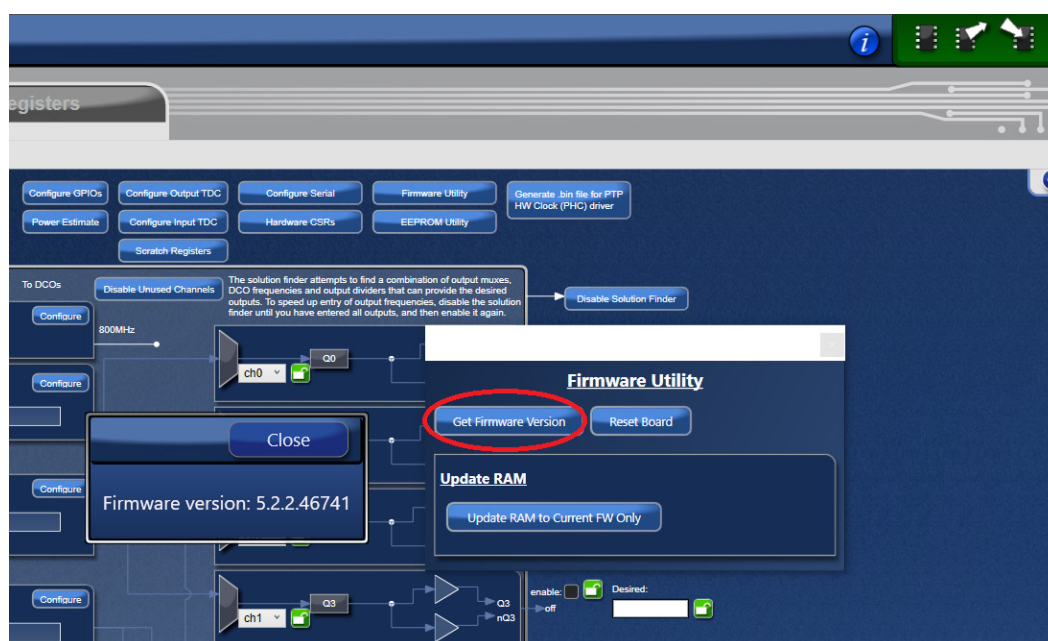 egisters
Configure GPIOs
Configure Output TDC
Configure Serial
Firmware Utility
Generate .bin file for PTP
HW Clock (PHC) driver
Power Estimate
Configure Input TDC
Hardware CSRs
EEPROM Utility
Scratch Registers
To DCOs
Disable Unused Channels
The solution finder attempts to find a combination of output muxes,
DCO frequencies and output dividers that can provide the desired
outputs. To speed up entry of output frequencies, disable the solution
finder until you have entered all outputs, and then enable it again.
Disable Solution Finder
Configure
800MHz
Q0
ch0
Configure
Firmware Utility
Get Firmware Version
Reset Board
Close
Firmware version: 5.2.2.46741
Configure
Update RAM
Update RAM to Current FW Only
Configure
Q3
ch1
Q3
nQ3
enable:
off
Desired: